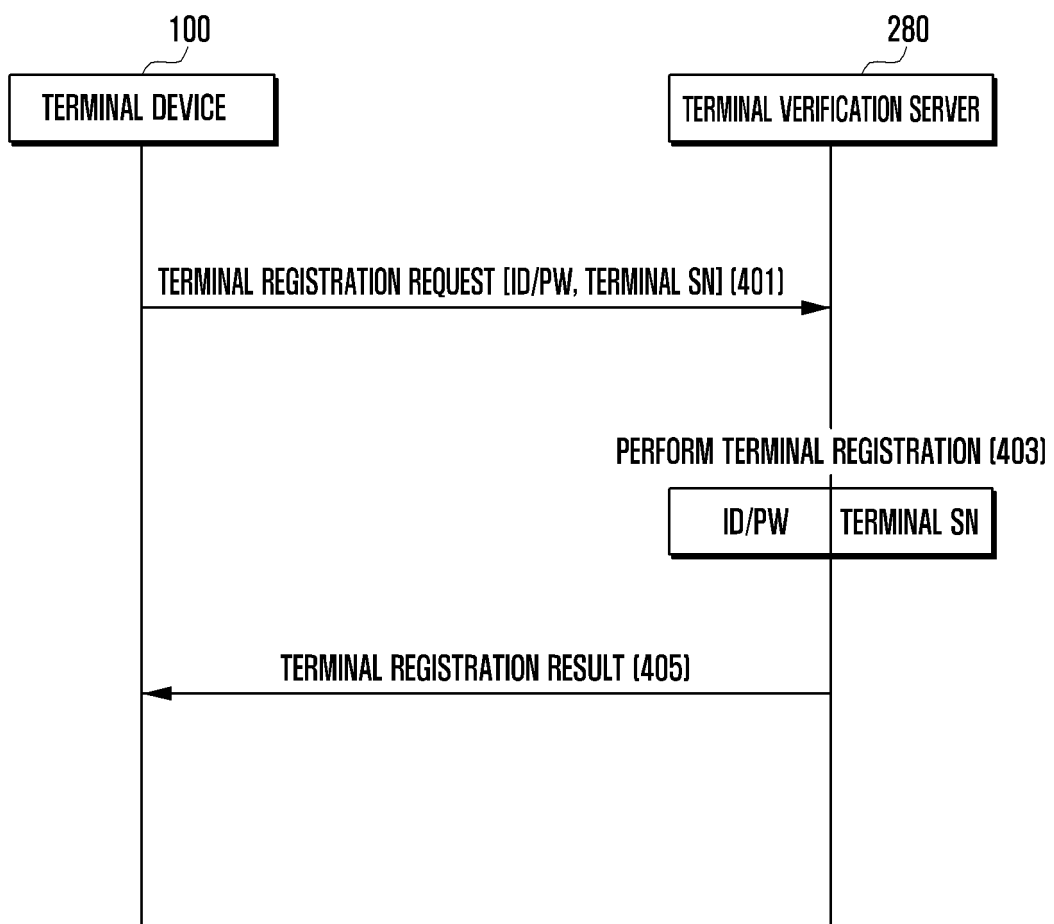 100
280
TERMINAL DEVICE
TERMINAL VERIFICATION SERVER
TERMINAL REGISTRATION REQUEST [ID/PW, TERMINAL SN] (401)
PERFORM TERMINAL REGISTRATION (403)
ID/PW
TERMINAL SN
TERMINAL REGISTRATION RESULT (405)